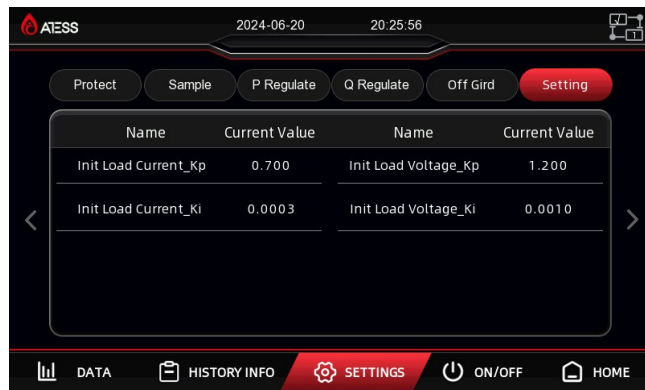 ATESS 2024-06-20 20:25:56
1
Protect Sample P Regulate Q Regulate Off Gird Setting
Name Current Value Name Current Value
Init Load Current_Kp 0.700 Init Load Voltage_Kp 1.200
Init Load Current_Ki 0.0003 Init Load Voltage_Ki 0.0010
DATA HISTORY INFO SETTINGS ON/OFF HOME